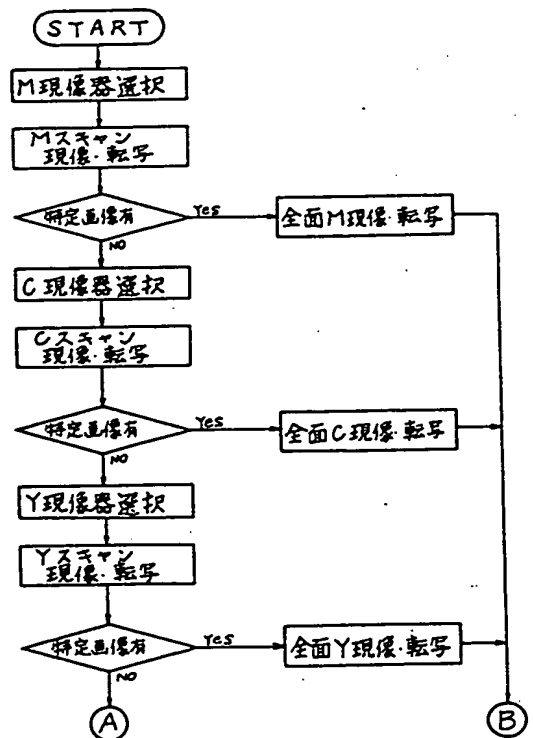 START
M現像器選択
Mスキャン
現像・転写
特定画像有
Yes
全面M現像・転写
NO
C現像器選択
Cスキャン
現像・転写
特定画像有
Yes
全面C現像・転写
NO
Y現像器選択
Yスキャン
現像・転写
特定画像有
Yes
全面Y現像・転写
NO
A
B